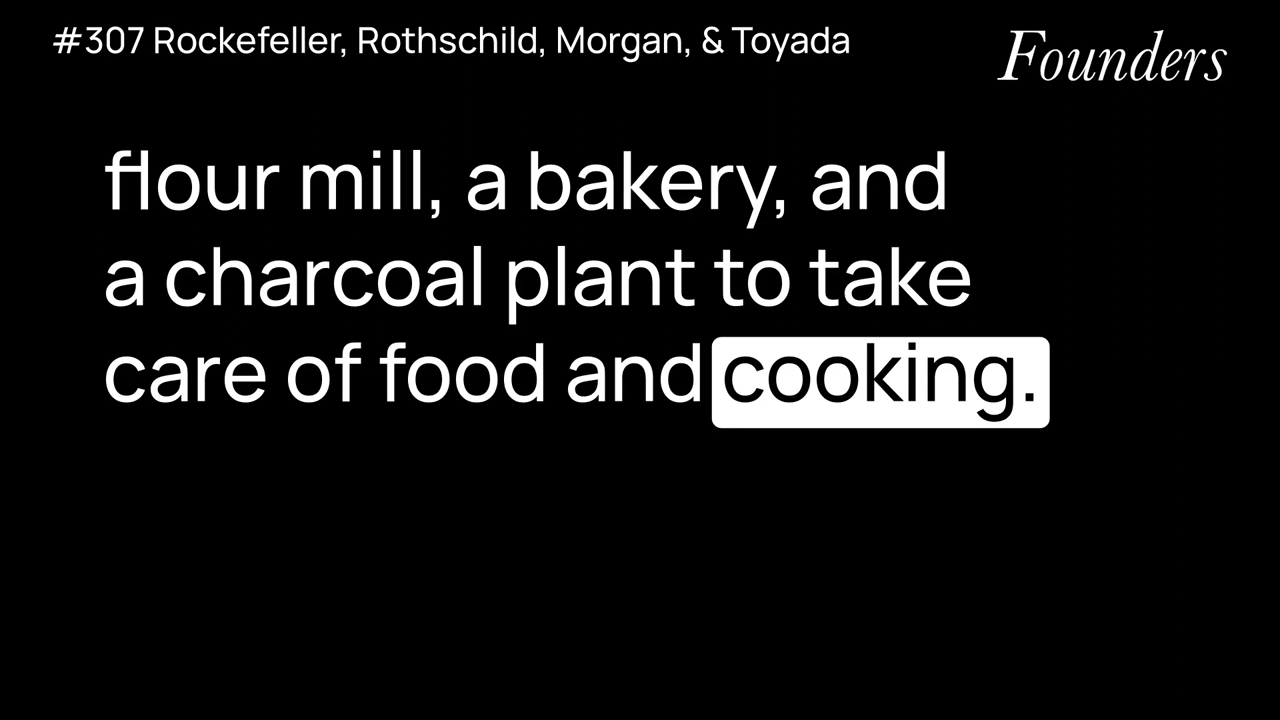 #307 Rockefeller, Rothschild, Morgan, & Toyada
Founders
flour mill, a bakery, and
a charcoal plant to take
care of food and cooking.